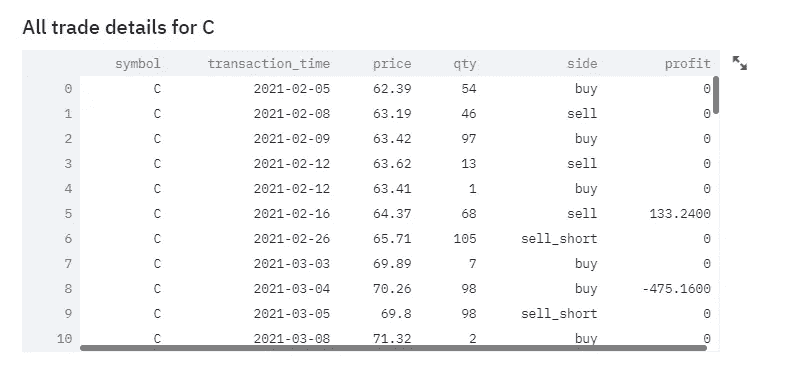 All trade details for C
symbol transaction_time price qty side profit
0 C 2021-02-05 62.39 54 buy 0
1 C 2021-02-08 63.19 46 sell 0
2 C 2021-02-09 63.42 97 buy 0
3 C 2021-02-12 63.62 13 sell 0
4 C 2021-02-12 63.41 1 buy 0
5 C 2021-02-16 64.37 68 sell 133.2400
6 C 2021-02-26 65.71 105 sell_short 0
7 C 2021-03-03 69.89 7 buy 0
8 C 2021-03-04 70.26 98 buy -475.1600
9 C 2021-03-05 69.8 98 sell_short 0
10 C 2021-03-08 71.32 2 buy 0